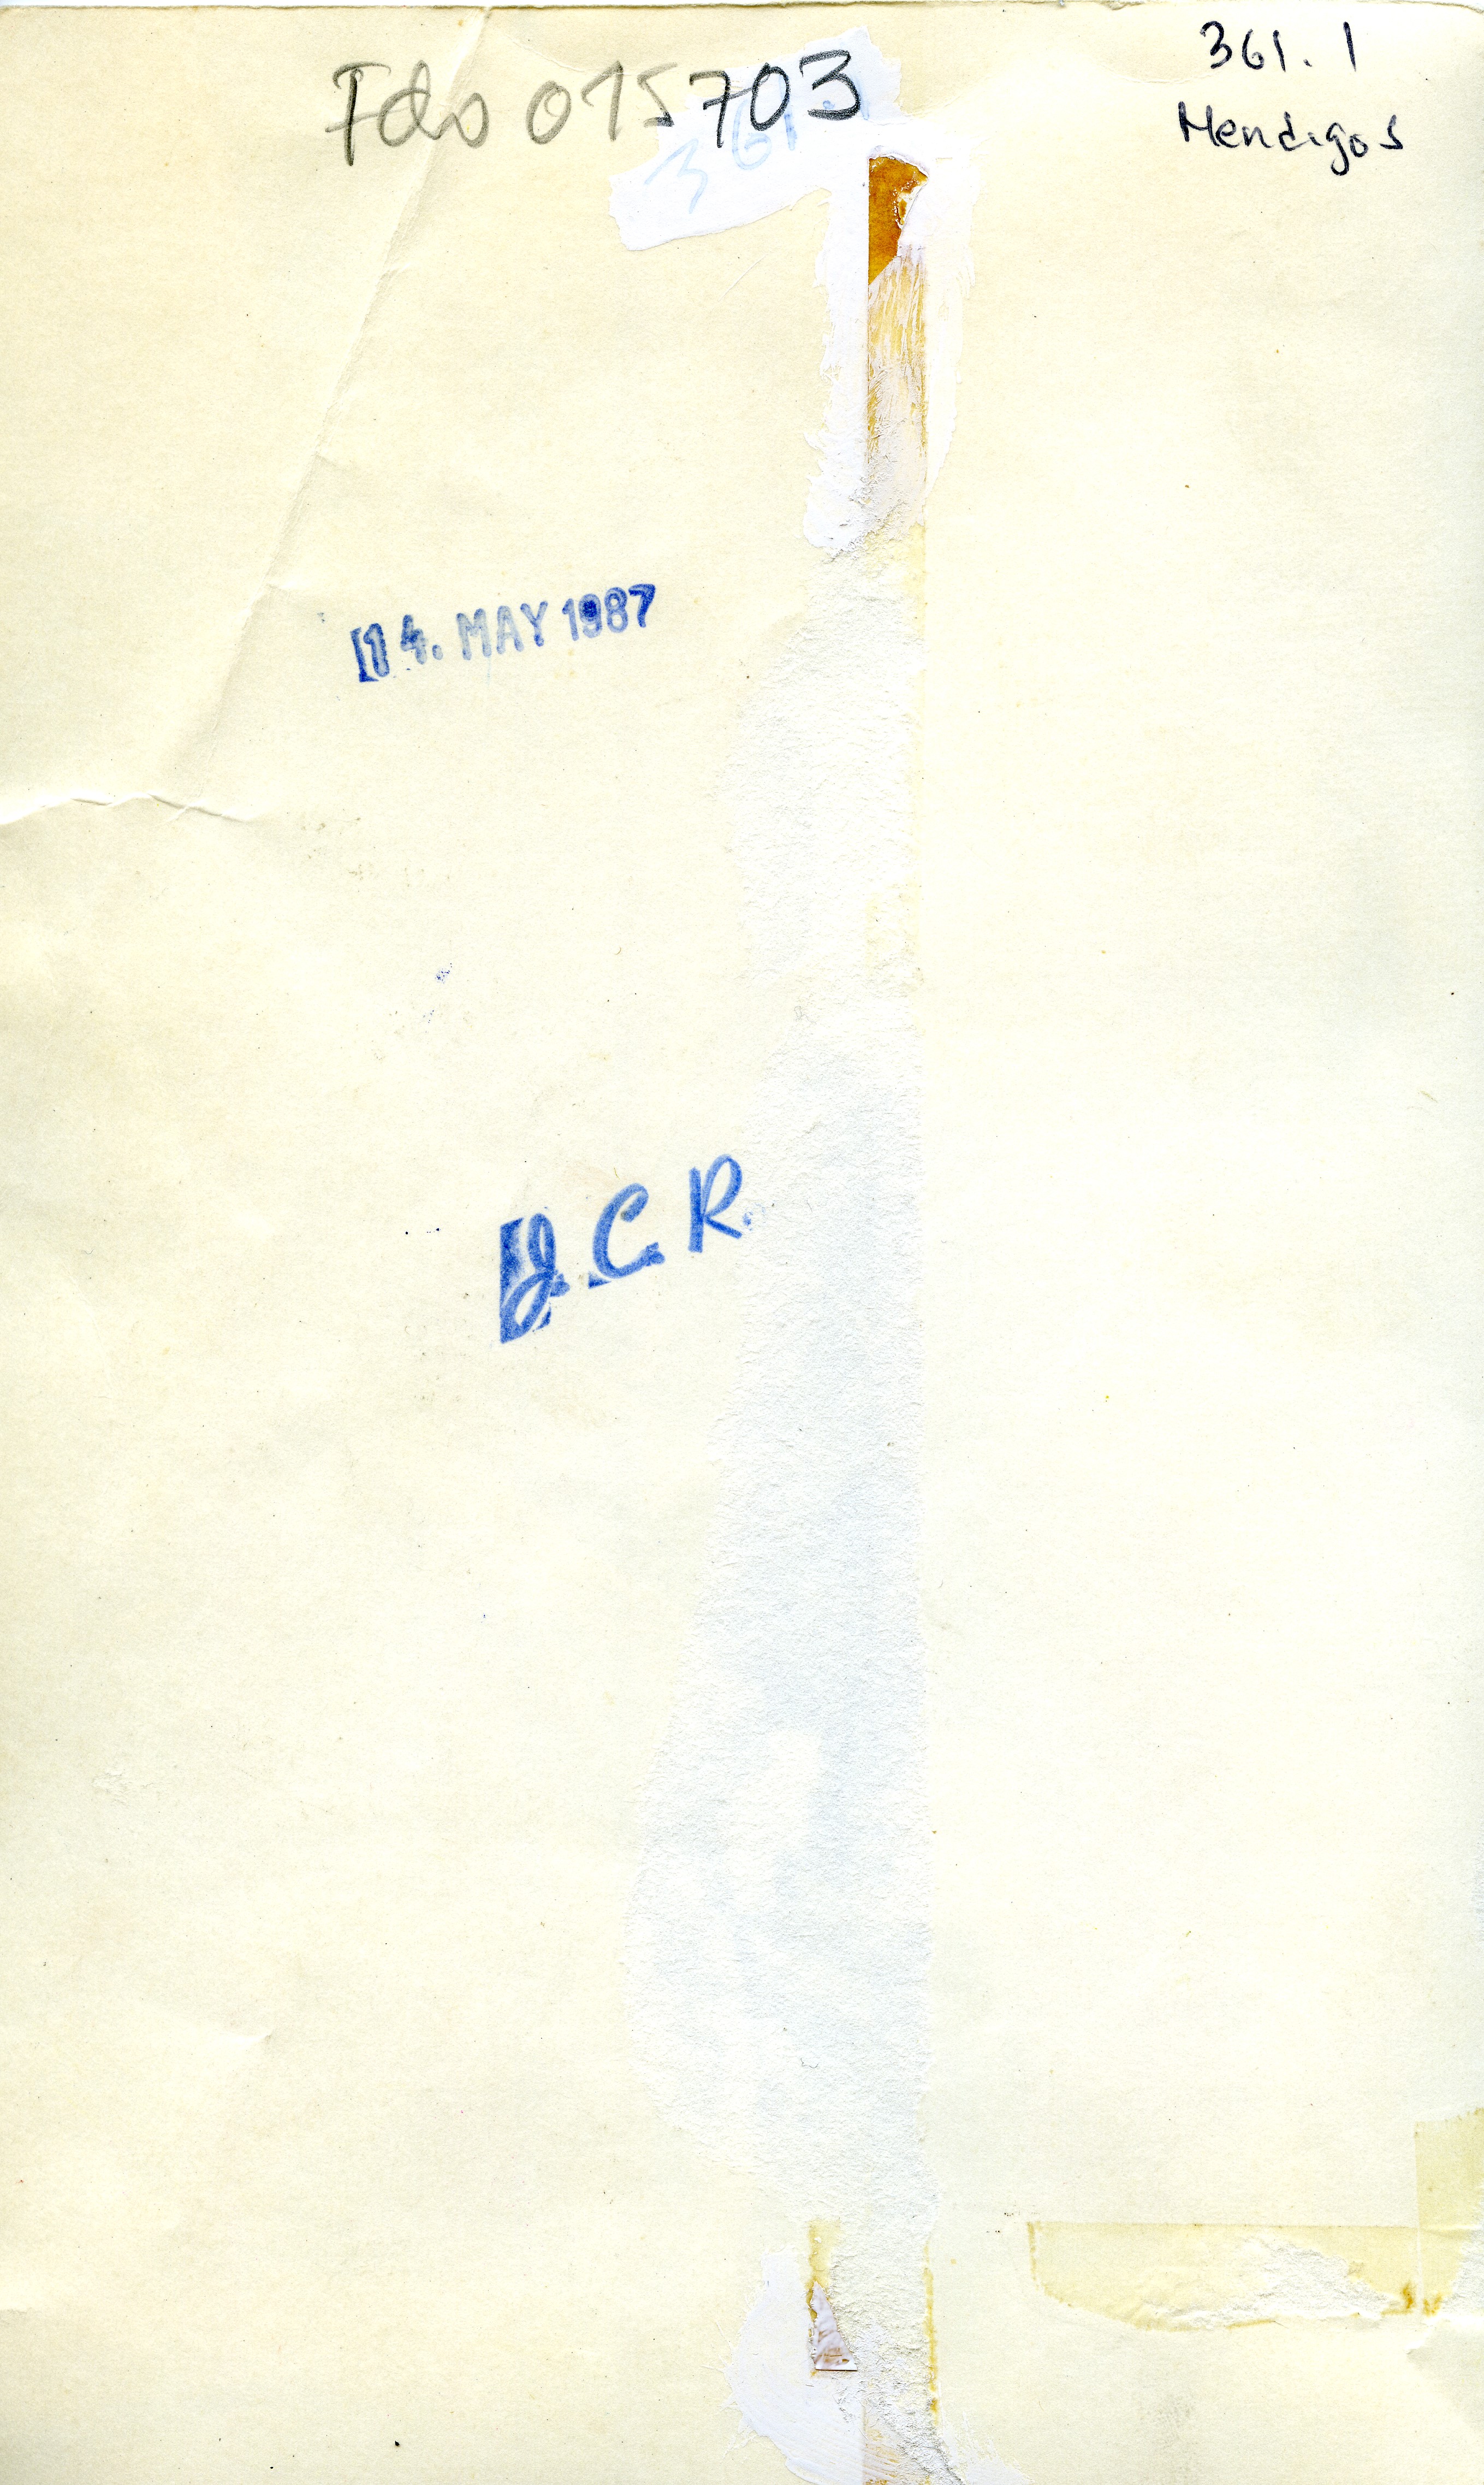 361.1
Mendigos
Fdo 015703
361.
14. MAY 1987
J. C. R.